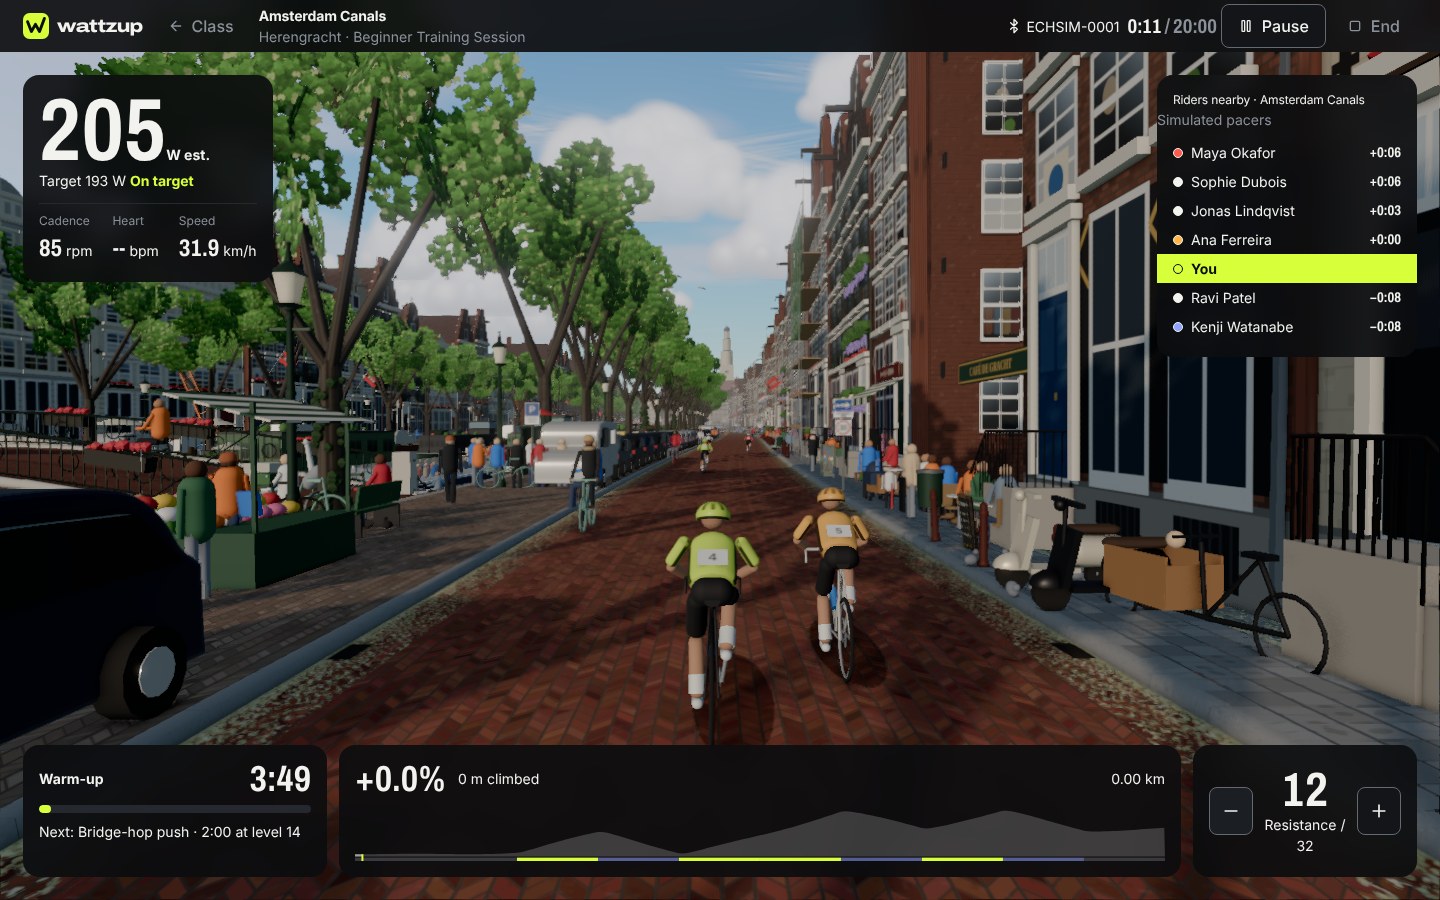 wattzup
Class
Amsterdam Canals
Herengracht · Beginner Training Session
ECHSIM-0001 0:11 / 20:00
Pause
End
205 W est.
Target 193 W On target
Cadence Heart Speed
85 rpm -- bpm 31.9 km/h
Riders nearby · Amsterdam Canals
Simulated pacers
Maya Okafor +0:06
Sophie Dubois +0:06
Jonas Lindqvist +0:03
Ana Ferreira +0:00
You
Ravi Patel −0:08
Kenji Watanabe −0:08
CAFE DE GRACHT
P
4
5
Warm-up 3:49
Next: Bridge-hop push · 2:00 at level 14
+0.0% 0 m climbed 0.00 km
− 12 +
Resistance /
32